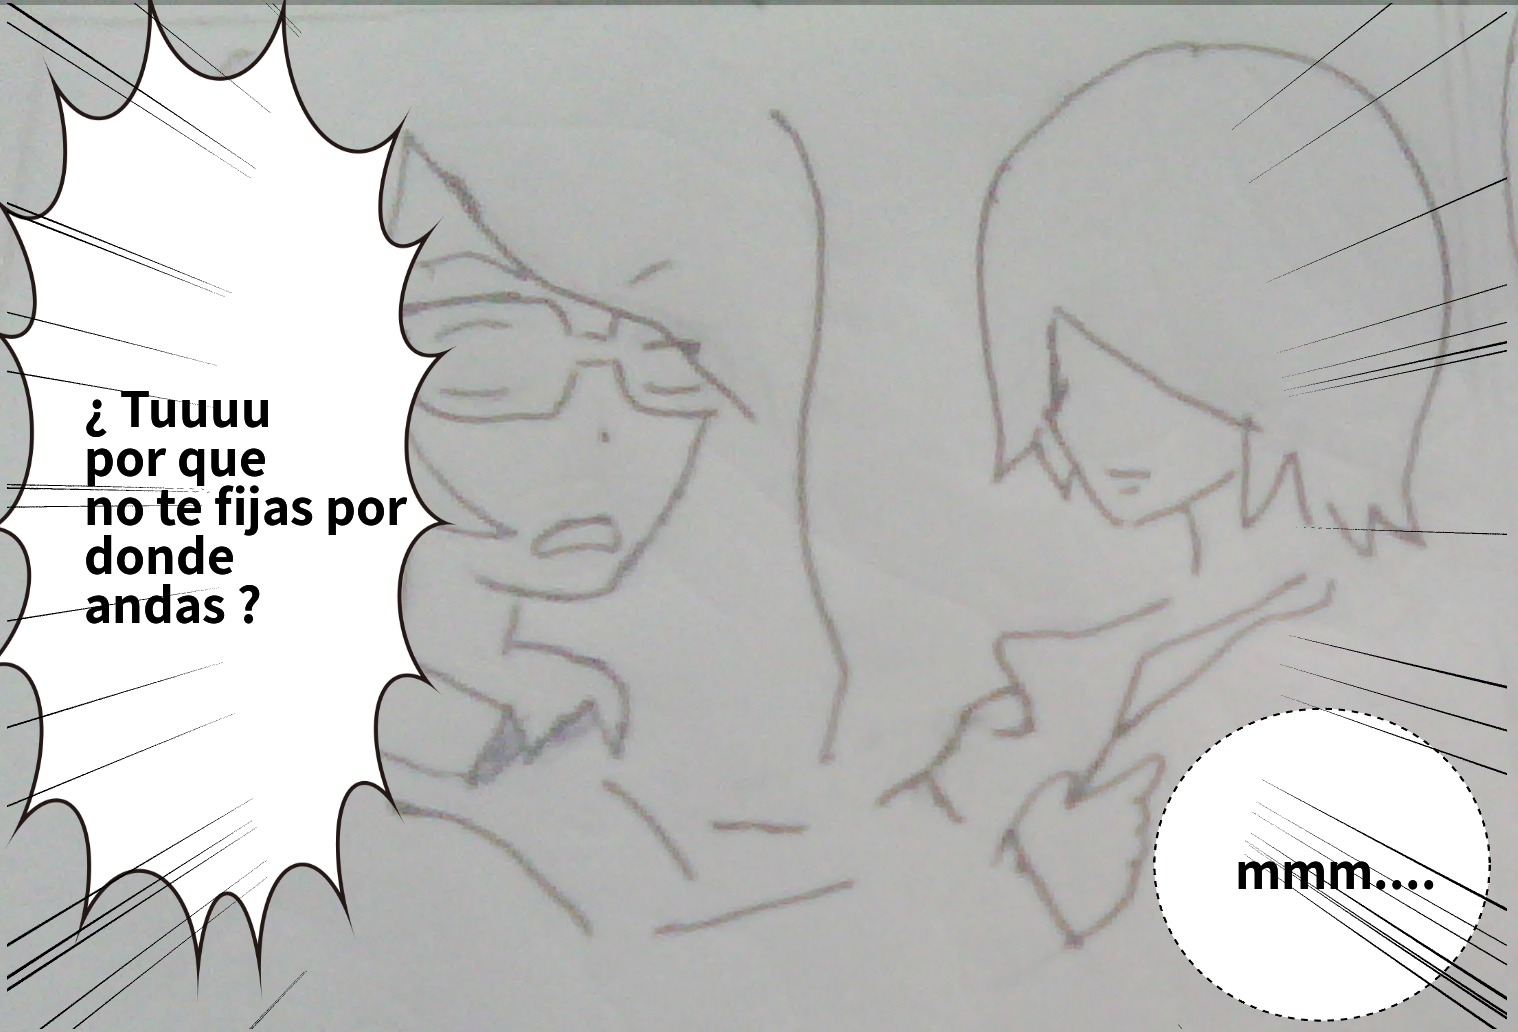 ¿ Tuuuu
por que
no te fijas por
donde
andas ?
mmm....